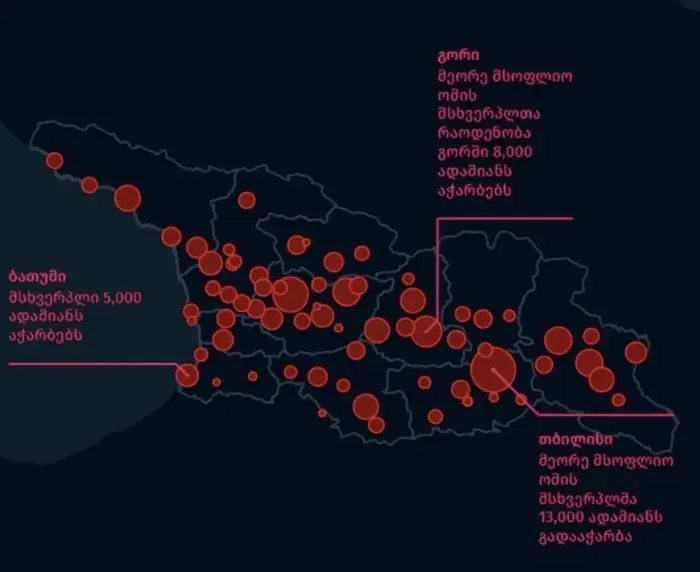 გორი
მეორე მსოფლიო
ომის
მსხვერპლთა
რაოდენობა
გორში 8,000
ადამიანს
აჭარბებს
ბათუმი
მსხვერპლი 5,000
ადამიანს
აჭარბებს
თბილისი
მეორე მსოფლიო
ომის
მსხვერპლმა
13,000 ადამიანს
გადააჭარბა